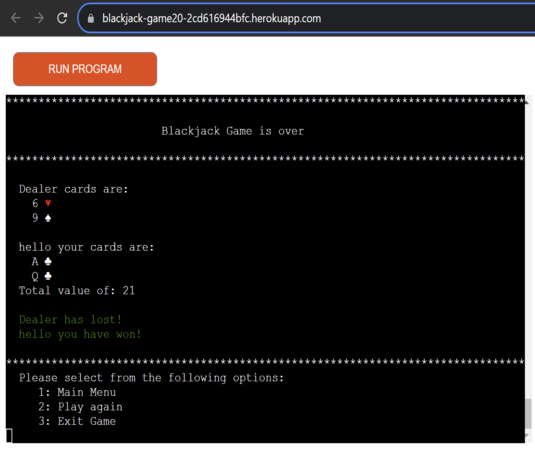 blackjack-game20-2cd616944bfc.herokuapp.com
RUN PROGRAM
********************************************************************************
Blackjack Game is over
********************************************************************************
Dealer cards are:
6 ♥
9 ♠
hello your cards are:
A ♣
Q ♣
Total value of: 21
Dealer has lost!
hello you have won!
********************************************************************************
Please select from the following options:
1: Main Menu
2: Play again
3: Exit Game